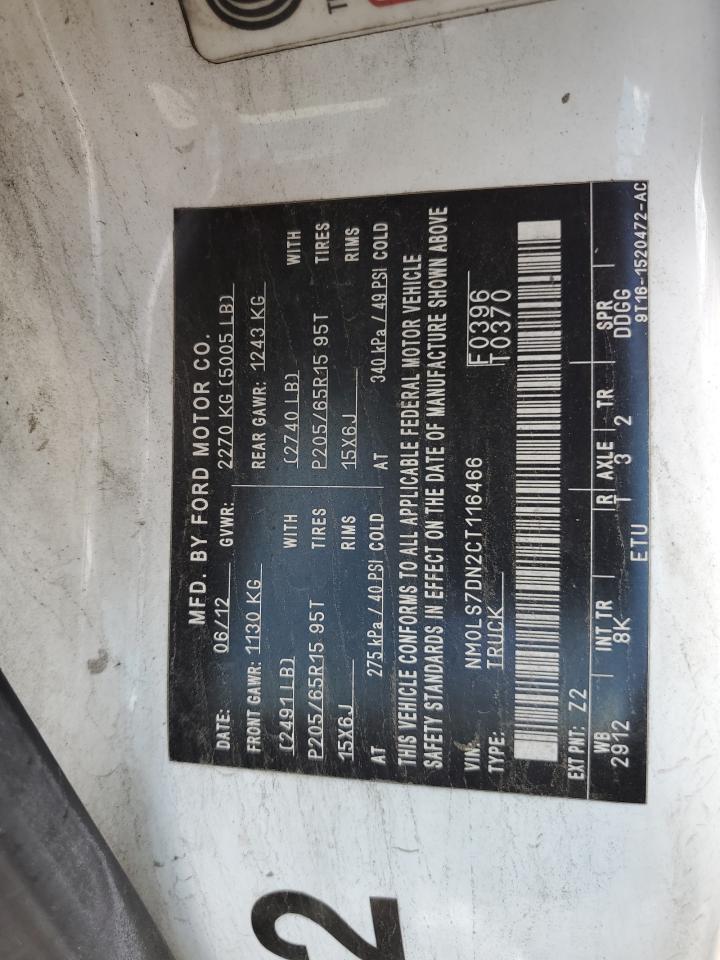 MFD. BY FORD MOTOR CO.
DATE: 06/12 GVWR: 2270 KG (5005 LB)
FRONT GAWR: 1130 KG REAR GAWR: 1243 KG
(2491LB) WITH (2740LB) WITH
P205/65R15 95T TIRES P205/65R15 95T TIRES
15X6J RIMS 15X6J RIMS
AT 275 kPa / 40 PSI COLD AT 340 kPa / 49 PSI COLD
THIS VEHICLE CONFORMS TO ALL APPLICABLE FEDERAL MOTOR VEHICLE
SAFETY STANDARDS IN EFFECT ON THE DATE OF MANUFACTURE SHOWN ABOVE
VIN: NM0LS7DN2CT116466 F0396
TYPE: TRUCK T0370
EXT PNT: Z2
WB INT TR R AXLE TR SPR
2912 8K 1 3 2 DDGG
ETU 9T16-1520472-AC
2